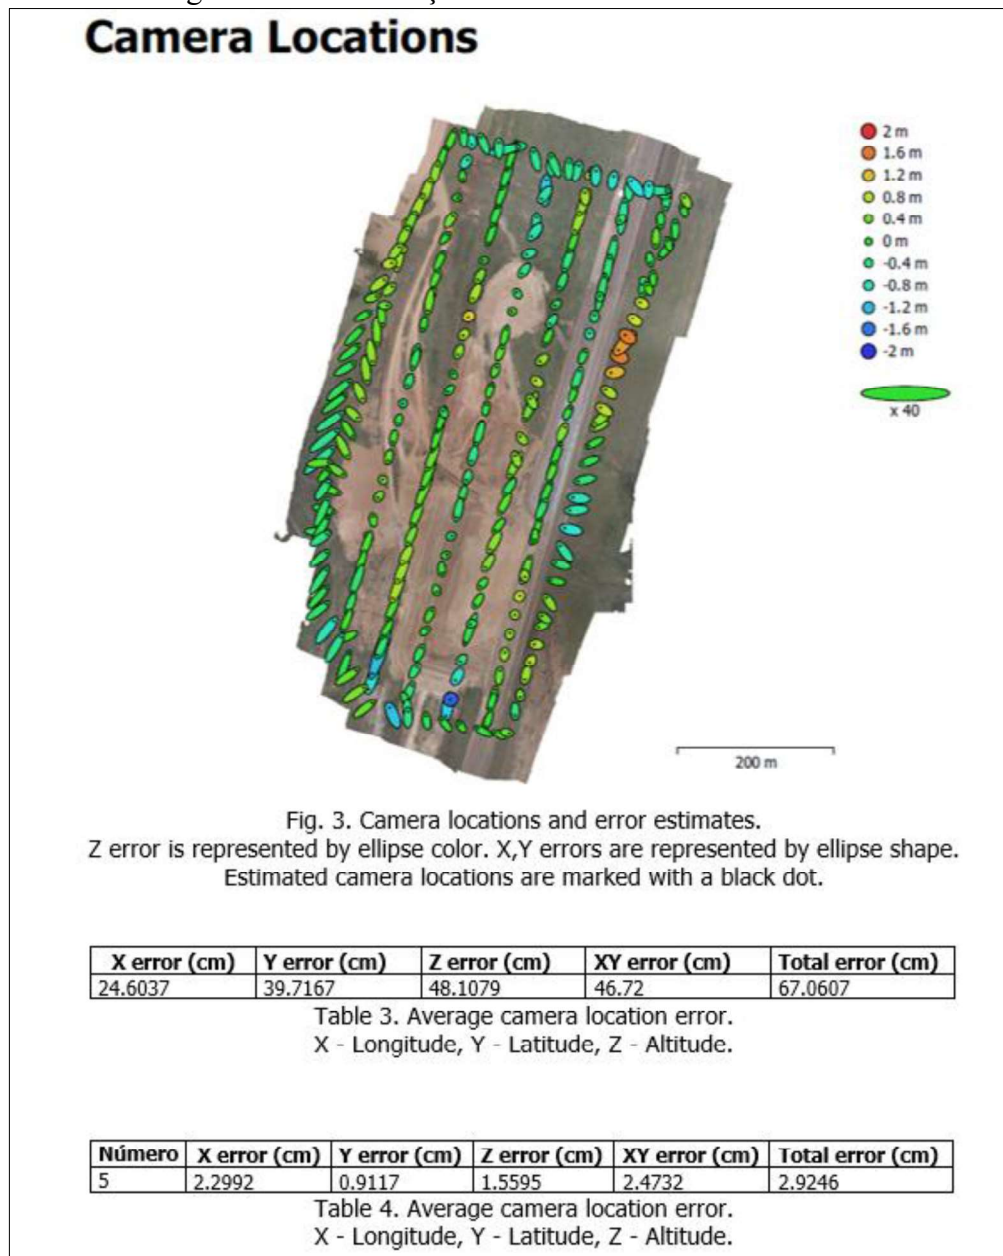 Camera Locations
2 m
1.6 m
1.2 m
0.8 m
0.4 m
0 m
-0.4 m
-0.8 m
-1.2 m
-1.6 m
-2 m
x 40
200 m
Fig. 3. Camera locations and error estimates.
Z error is represented by ellipse color. X,Y errors are represented by ellipse shape.
Estimated camera locations are marked with a black dot.
X error (cm) Y error (cm) Z error (cm) XY error (cm) Total error (cm)
24.6037 39.7167 48.1079 46.72 67.0607
Table 3. Average camera location error.
X - Longitude, Y - Latitude, Z - Altitude.
Número X error (cm) Y error (cm) Z error (cm) XY error (cm) Total error (cm)
5 2.2992 0.9117 1.5595 2.4732 2.9246
Table 4. Average camera location error.
X - Longitude, Y - Latitude, Z - Altitude.